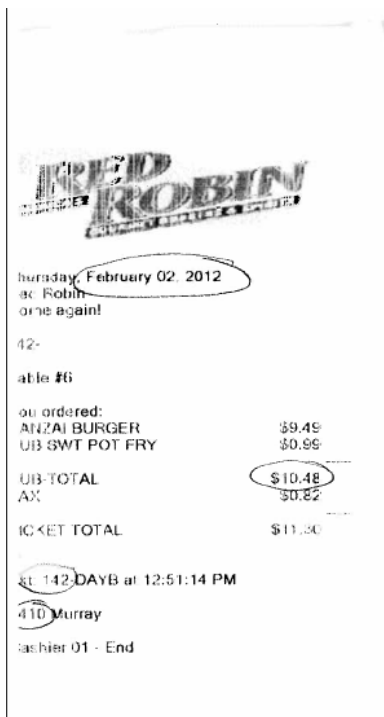 RED
ROBIN
hursday, February 02, 2012
ed Robin
ome again!
42-
able #6
ou ordered:
ANZAI BURGER $9.49
UB SWT POT FRY $0.99
UB-TOTAL $10.48
AX $0.82
ICKET TOTAL $11.30
st: 142-DAYB at 12:51:14 PM
410 Murray
ashier 01 - End